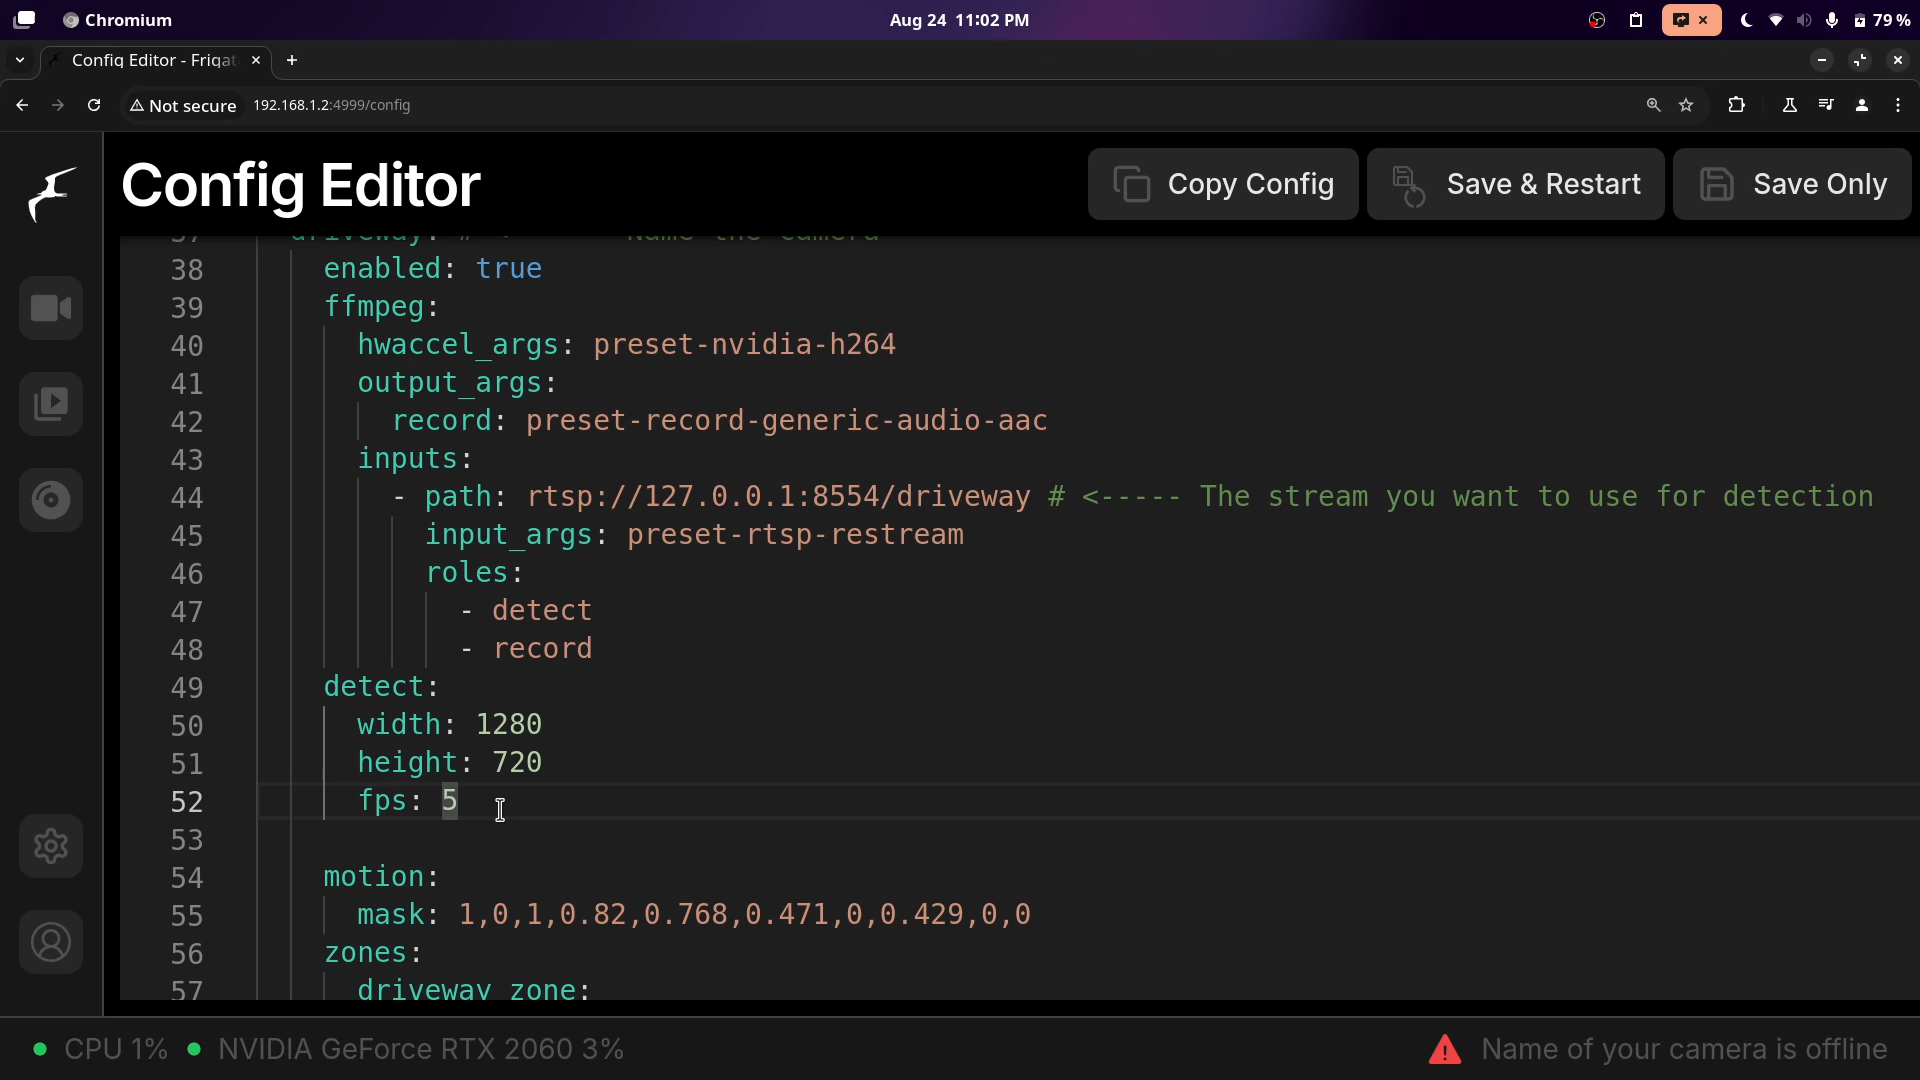 Chromium
Aug 24 11:02 PM
79 %
Config Editor - Frigat
Not secure
192.168.1.2:4999/config
Config Editor
Copy Config
Save & Restart
Save Only
37 driveway: # <----- Name the camera
38 enabled: true
39 ffmpeg:
40 hwaccel_args: preset-nvidia-h264
41 output_args:
42 record: preset-record-generic-audio-aac
43 inputs:
44 - path: rtsp://127.0.0.1:8554/driveway # <----- The stream you want to use for detection
45 input_args: preset-rtsp-restream
46 roles:
47 - detect
48 - record
49 detect:
50 width: 1280
51 height: 720
52 fps: 5
53
54 motion:
55 mask: 1,0,1,0.82,0.768,0.471,0,0.429,0,0
56 zones:
57 driveway_zone:
CPU 1%
NVIDIA GeForce RTX 2060 3%
Name of your camera is offline